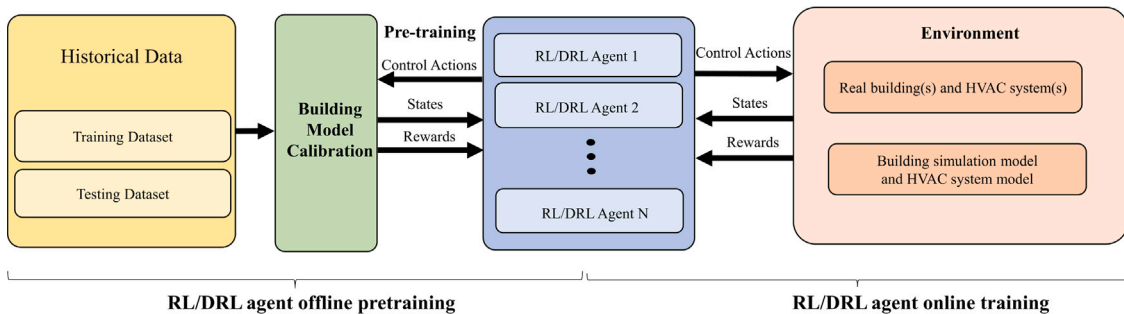 Historical Data
Training Dataset
Testing Dataset
Building
Model
Calibration
Pre-training
Control Actions
States
Rewards
RL/DRL Agent 1
RL/DRL Agent 2
RL/DRL Agent N
Control Actions
States
Rewards
Environment
Real building(s) and HVAC system(s)
Building simulation model
and HVAC system model
RL/DRL agent offline pretraining
RL/DRL agent online training